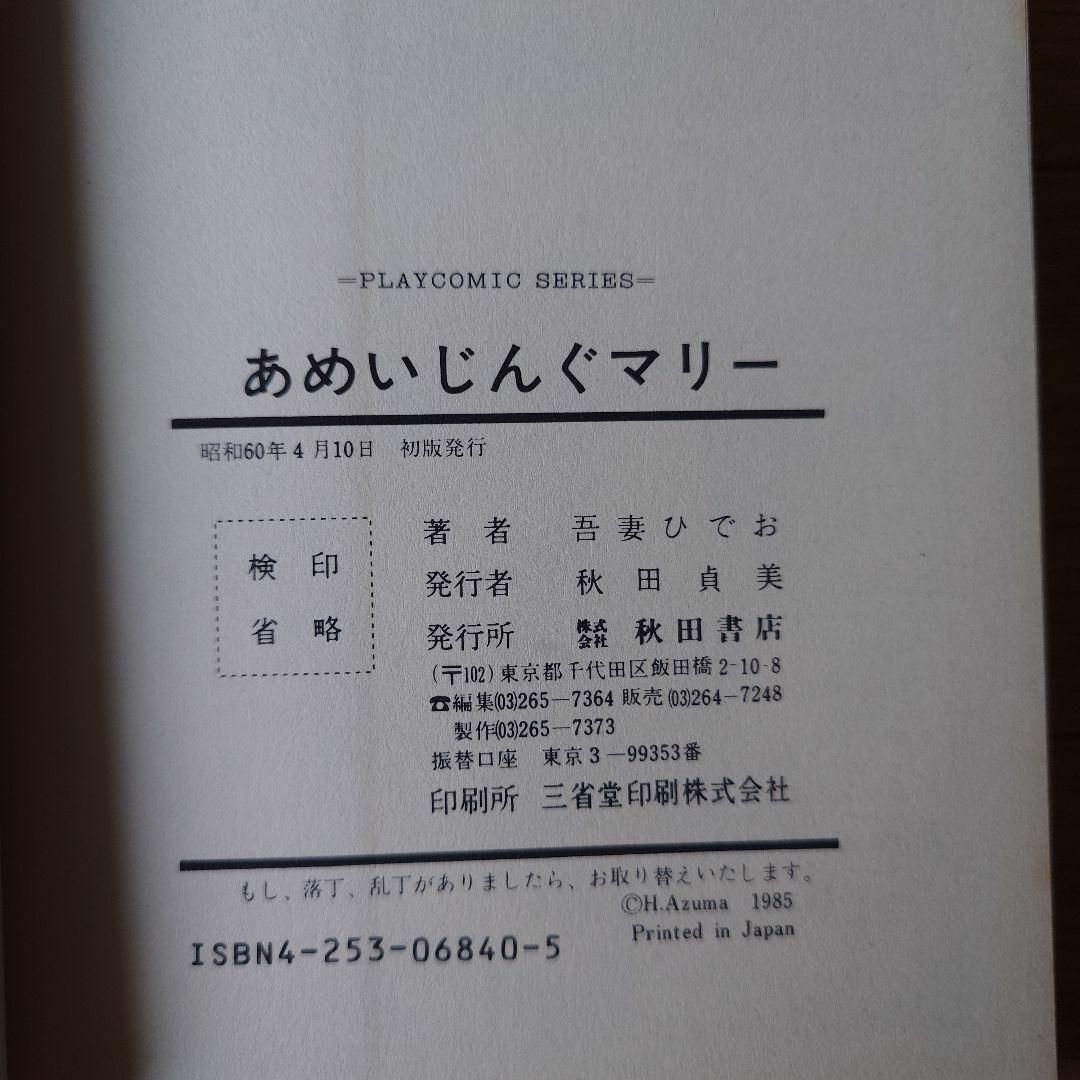 =PLAYCOMIC SERIES=
あめいじんぐマリー
昭和60年4月10日 初版発行
検印
省略
著者 吾妻ひでお
発行者 秋田貞美
発行所 株式会社 秋田書店
(〒102)東京都千代田区飯田橋2-10-8
☎編集(03)265―7364 販売(03)264―7248
製作(03)265―7373
振替口座 東京3―99353番
印刷所 三省堂印刷株式会社
もし、落丁、乱丁がありましたら、お取り替えいたします。
©H.Azuma 1985
Printed in Japan
ISBN4-253-06840-5